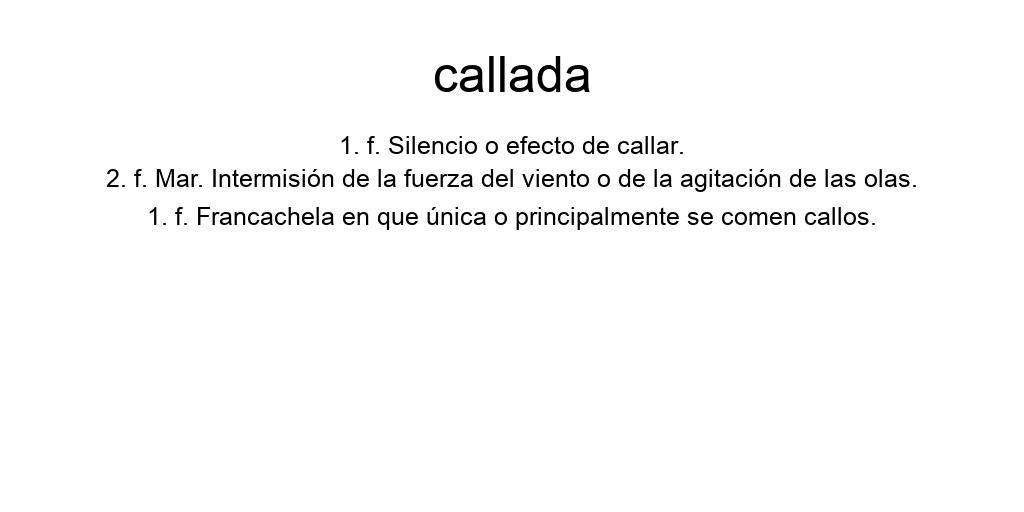 callada
1. f. Silencio o efecto de callar.
2. f. Mar. Intermisión de la fuerza del viento o de la agitación de las olas.
1. f. Francachela en que única o principalmente se comen callos.